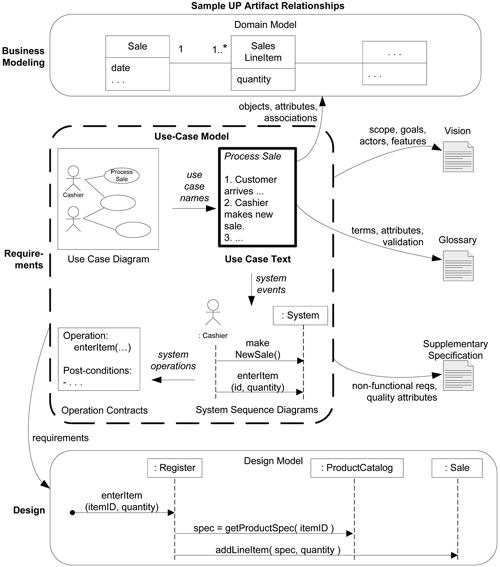 Sample UP Artifact Relationships
Domain Model
Business
Modeling
Sale
1
1..*
Sales
LineItem
. . .
date
. . .
quantity
. . .
objects, attributes,
associations
Use-Case Model
scope, goals,
actors, features
Vision
Process
Sale
Cashier
use
case
names
Process Sale
1. Customer
arrives ...
2. Cashier
makes new
sale.
3. ...
terms, attributes,
validation
Glossary
Require-
ments
Use Case Diagram
Use Case Text
system
events
: System
: Cashier
Operation:
enterItem(…)
Post-conditions:
- . . .
system
operations
make
NewSale()
enterItem
(id, quantity)
Supplementary
Specification
non-functional reqs,
quality attributes
Operation Contracts
System Sequence Diagrams
requirements
Design Model
: Register
: ProductCatalog
: Sale
Design
enterItem
(itemID, quantity)
spec = getProductSpec( itemID )
addLineItem( spec, quantity )